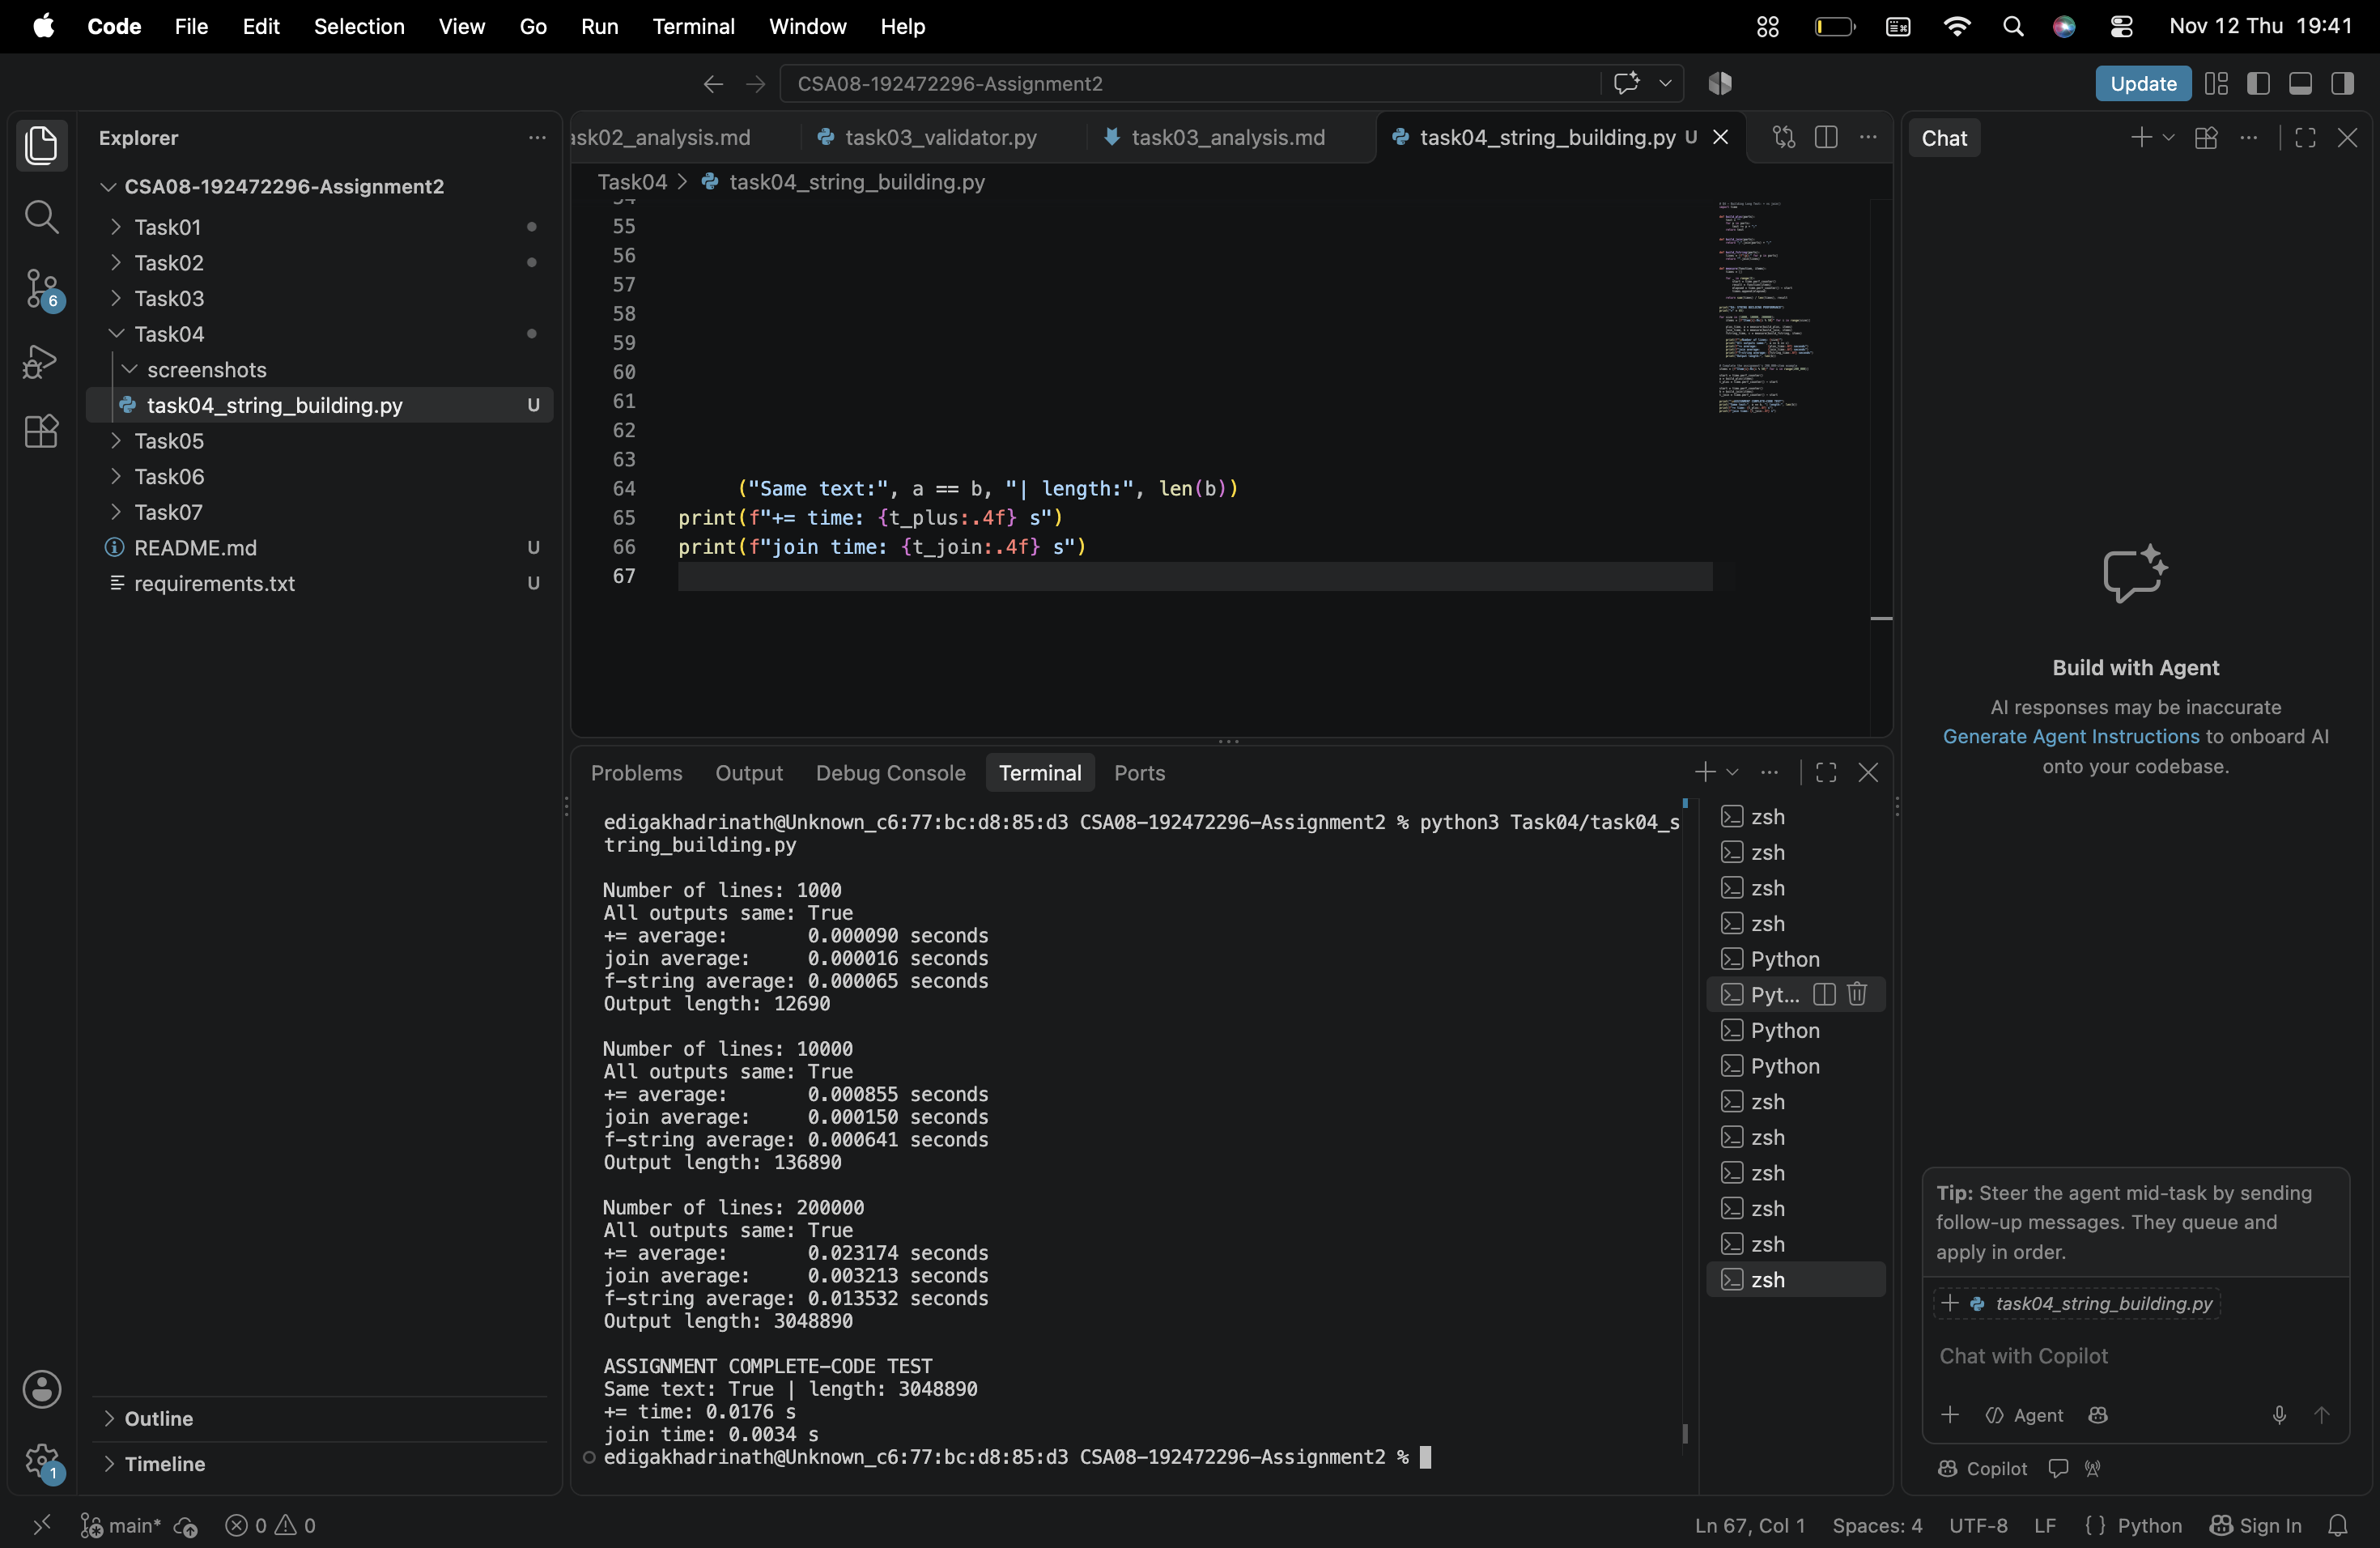 Code File Edit Selection View Go Run Terminal Window Help
Nov 12 Thu 19:41
CSA08-192472296-Assignment2
Update
Explorer
CSA08-192472296-Assignment2
Task01
Task02
Task03
Task04
screenshots
task04_string_building.py U
Task05
Task06
Task07
README.md U
requirements.txt U
6
Outline
Timeline
1
ask02_analysis.md task03_validator.py task03_analysis.md task04_string_building.py U
Task04 > task04_string_building.py
54
55
56
57
58
59
60
61
62
63
64 ("Same text:", a == b, "| length:", len(b))
65 print(f"+= time: {t_plus:.4f} s")
66 print(f"join time: {t_join:.4f} s")
67
Problems Output Debug Console Terminal Ports
edigakhadrinath@Unknown_c6:77:bc:d8:85:d3 CSA08-192472296-Assignment2 % python3 Task04/task04_s
tring_building.py
Number of lines: 1000
All outputs same: True
+= average: 0.000090 seconds
join average: 0.000016 seconds
f-string average: 0.000065 seconds
Output length: 12690
Number of lines: 10000
All outputs same: True
+= average: 0.000855 seconds
join average: 0.000150 seconds
f-string average: 0.000641 seconds
Output length: 136890
Number of lines: 200000
All outputs same: True
+= average: 0.023174 seconds
join average: 0.003213 seconds
f-string average: 0.013532 seconds
Output length: 3048890
ASSIGNMENT COMPLETE-CODE TEST
Same text: True | length: 3048890
+= time: 0.0176 s
join time: 0.0034 s
edigakhadrinath@Unknown_c6:77:bc:d8:85:d3 CSA08-192472296-Assignment2 %
zsh
zsh
zsh
zsh
Python
Pyt...
Python
Python
zsh
zsh
zsh
zsh
zsh
zsh
Chat
Build with Agent
AI responses may be inaccurate
Generate Agent Instructions to onboard AI
onto your codebase.
Tip: Steer the agent mid-task by sending
follow-up messages. They queue and
apply in order.
task04_string_building.py
Chat with Copilot
Agent
Copilot
main* 0 0
Ln 67, Col 1 Spaces: 4 UTF-8 LF { } Python Sign In